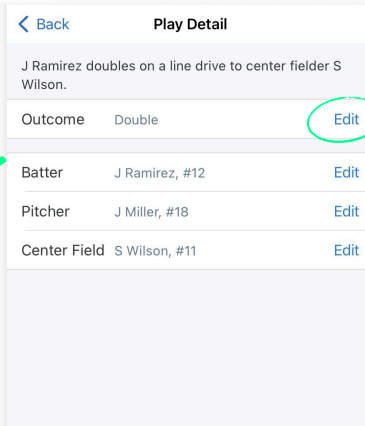 Back Play Detail
J Ramirez doubles on a line drive to center fielder S
Wilson.
Outcome Double Edit
Batter J Ramirez, #12 Edit
Pitcher J Miller, #18 Edit
Center Field S Wilson, #11 Edit